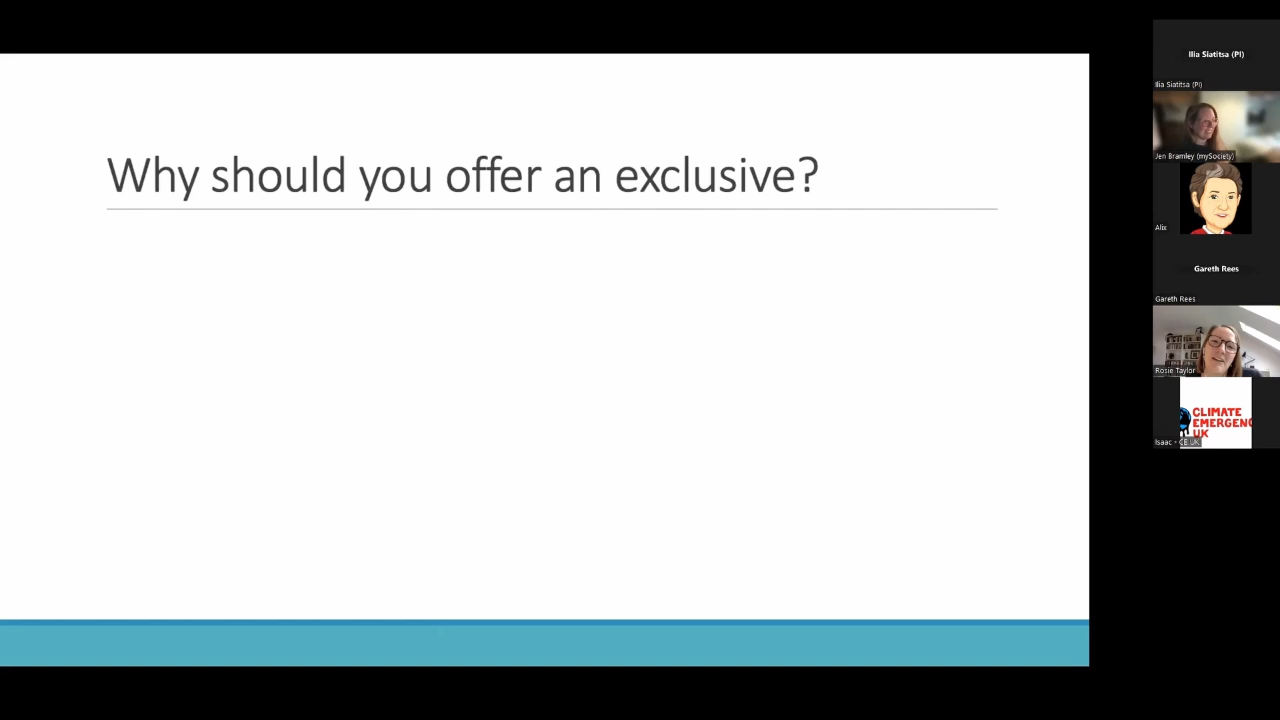 Why should you offer an exclusive?
Ilia Siatitsa (PI)
Ilia Siatitsa (PI)
Jen Bramley (mySociety)
Alix
Gareth Rees
Gareth Rees
Rosie Taylor
CLIMATE
EMERGENC
UK
Isaac - CE UK